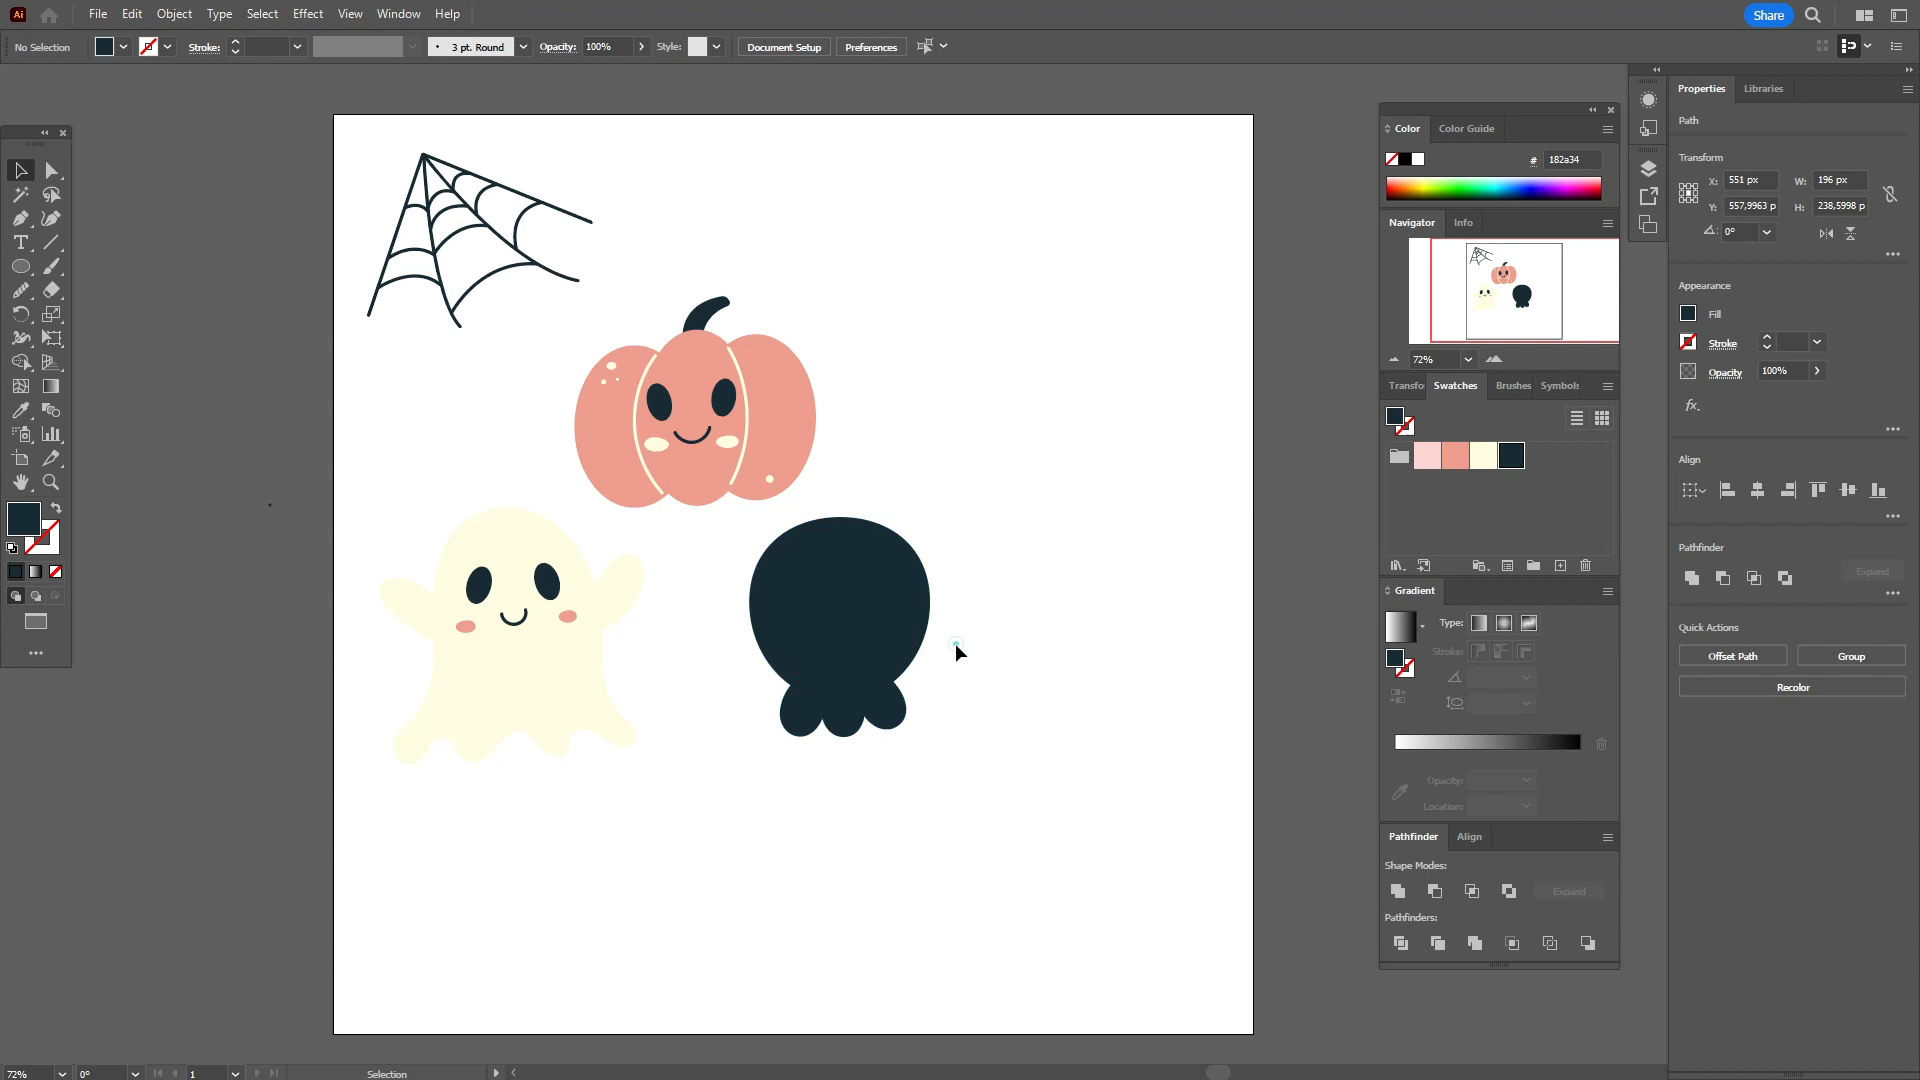 Ai File Edit Object Type Select Effect View Window Help Share
No Selection Stroke: 3 pt. Round Opacity: 100% Style: Document Setup Preferences
Color Color Guide
# 182a34
Navigator Info
72%
Transfo Swatches Brushes Symbols
Gradient
Type:
Stroke:
Opacity:
Location:
Pathfinder Align
Shape Modes:
Expand
Pathfinders:
Properties Libraries
Path
Transform
X: 551 px W: 196 px
Y: 557,9963 p H: 238,5998 p
0°
Appearance
Fill
Stroke
Opacity 100%
fx.
Align
Pathfinder
Expand
Quick Actions
Offset Path Group
Recolor
72% 0° 1 Selection